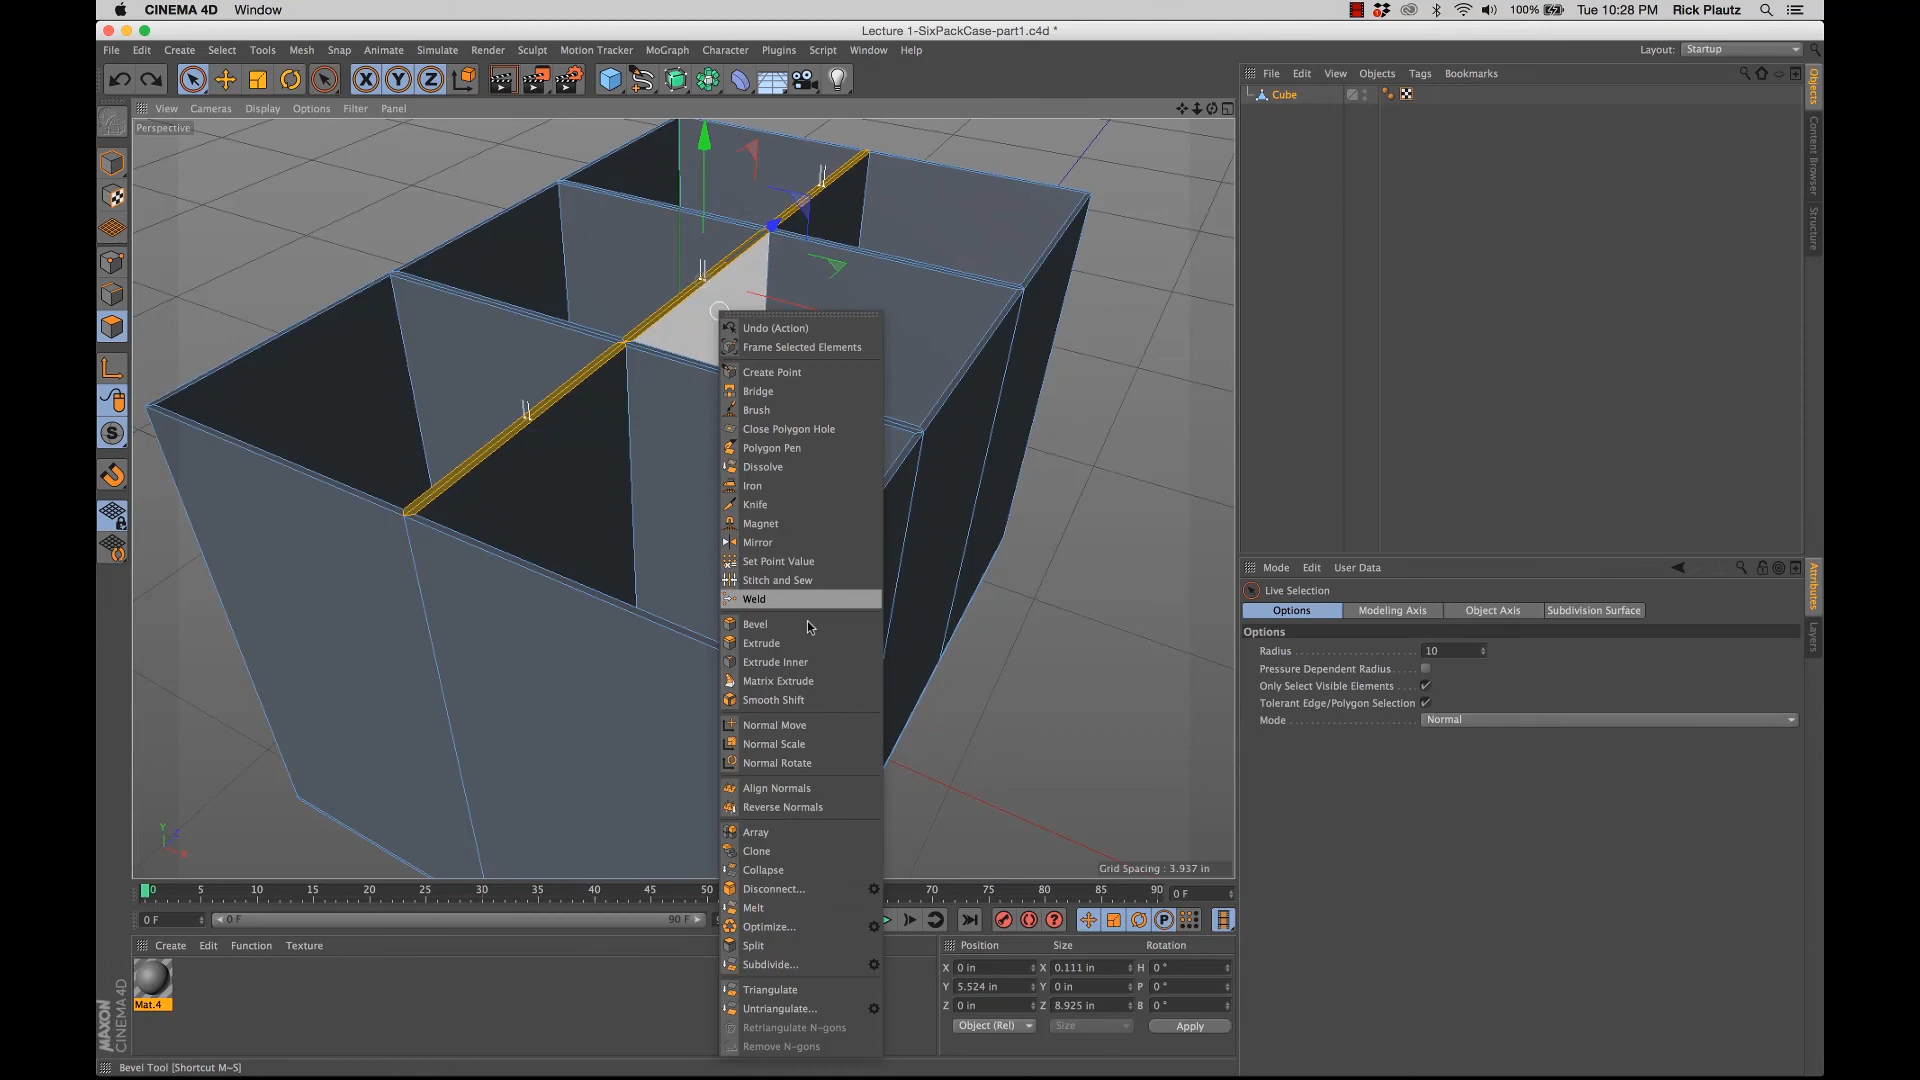 CINEMA 4D Window
100% Tue 10:28 PM Rick Plautz
Lecture 1-SixPackCase-part1.c4d *
File Edit Create Select Tools Mesh Snap Animate Simulate Render Sculpt Motion Tracker MoGraph Character Plugins Script Window Help
Layout: Startup
X Y Z
View Cameras Display Options Filter Panel
Perspective
File Edit View Objects Tags Bookmarks
Cube
Objects
Content Browser
Structure
Undo (Action)
Frame Selected Elements
Create Point
Bridge
Brush
Close Polygon Hole
Polygon Pen
Dissolve
Iron
Knife
Magnet
Mirror
Set Point Value
Stitch and Sew
Weld
Bevel
Extrude
Extrude Inner
Matrix Extrude
Smooth Shift
Normal Move
Normal Scale
Normal Rotate
Align Normals
Reverse Normals
Array
Clone
Collapse
Disconnect...
Melt
Optimize...
Split
Subdivide...
Triangulate
Untriangulate...
Retriangulate N-gons
Remove N-gons
Mode Edit User Data
Live Selection
Options Modeling Axis Object Axis Subdivision Surface
Options
Radius 10
Pressure Dependent Radius
Only Select Visible Elements
Tolerant Edge/Polygon Selection
Mode Normal
Attributes
Layers
Y Z X
Grid Spacing : 3.937 in
0 5 10 15 20 25 30 35 40 45 50 70 75 80 85 90 0 F
0 F 0 F 90 F
Create Edit Function Texture
Mat.4
Position Size Rotation
X 0 in X 0.111 in H 0 °
Y 5.524 in Y 0 in P 0 °
Z 0 in Z 8.925 in B 0 °
Object (Rel) Size Apply
MAXON
CINEMA 4D
Bevel Tool [Shortcut M~S]